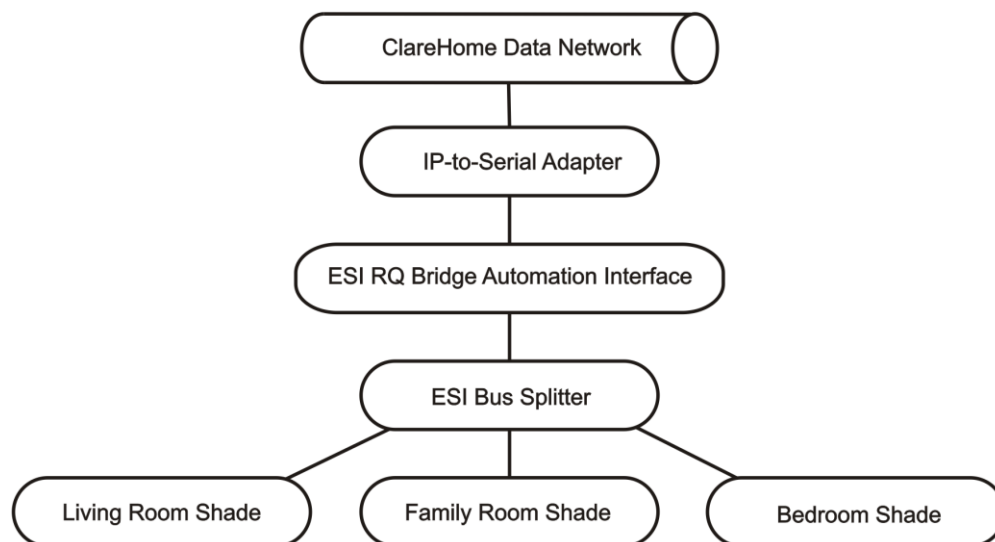 ClareHome Data Network
IP-to-Serial Adapter
ESI RQ Bridge Automation Interface
ESI Bus Splitter
Living Room Shade
Family Room Shade
Bedroom Shade